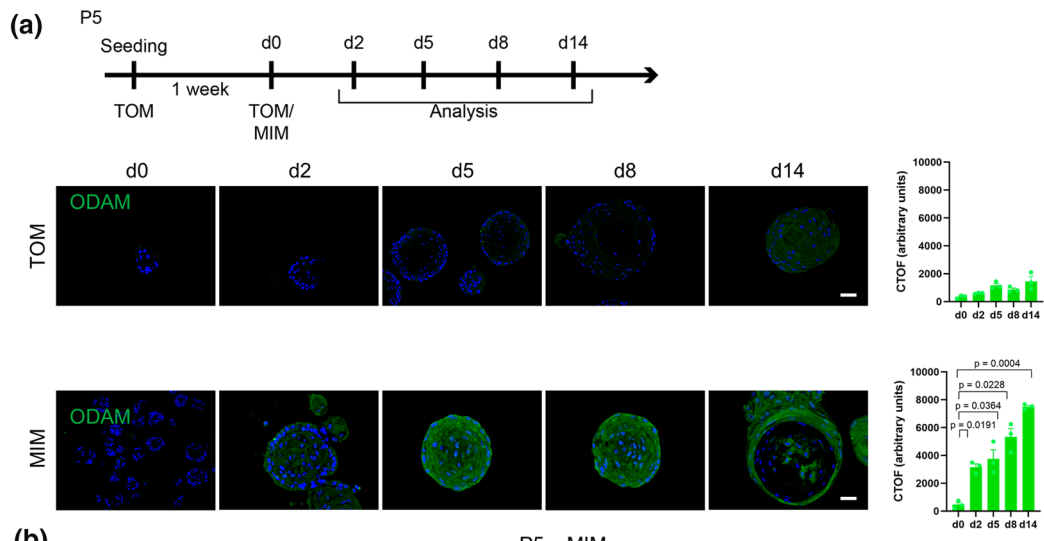 (a)
P5
Seeding
d0
d2
d5
d8
d14
1 week
TOM
TOM/
MIM
Analysis
d0
d2
d5
d8
d14
TOM
ODAM
CTOF (arbitrary units)
10000
8000
6000
4000
2000
0
d0 d2 d5 d8 d14
MIM
ODAM
CTOF (arbitrary units)
10000
8000
6000
4000
2000
0
p = 0.0004
p = 0.0228
p = 0.0364
p = 0.0191
d0 d2 d5 d8 d14
(b)